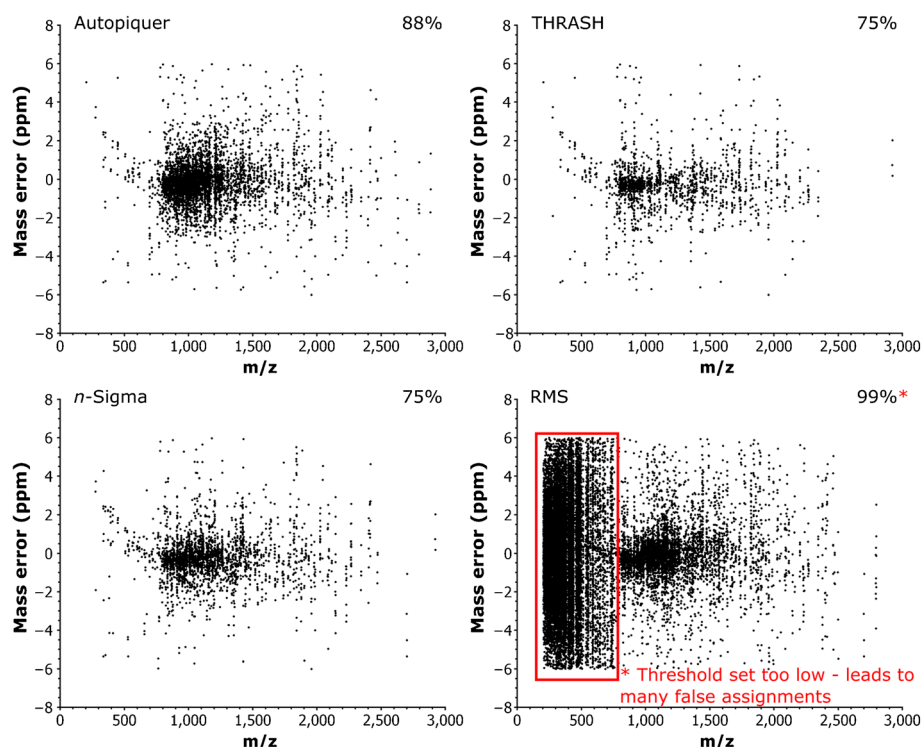 Autopiquer 88%
8
6
4
2
0
−2
−4
−6
−8
Mass error (ppm)
0 500 1,000 1,500 2,000 2,500 3,000
m/z
THRASH 75%
8
6
4
2
0
−2
−4
−6
−8
Mass error (ppm)
0 500 1,000 1,500 2,000 2,500 3,000
m/z
n-Sigma 75%
8
6
4
2
0
−2
−4
−6
−8
Mass error (ppm)
0 500 1,000 1,500 2,000 2,500 3,000
m/z
RMS 99%*
8
6
4
2
0
−2
−4
−6
−8
Mass error (ppm)
* Threshold set too low - leads to
many false assignments
0 500 1,000 1,500 2,000 2,500 3,000
m/z